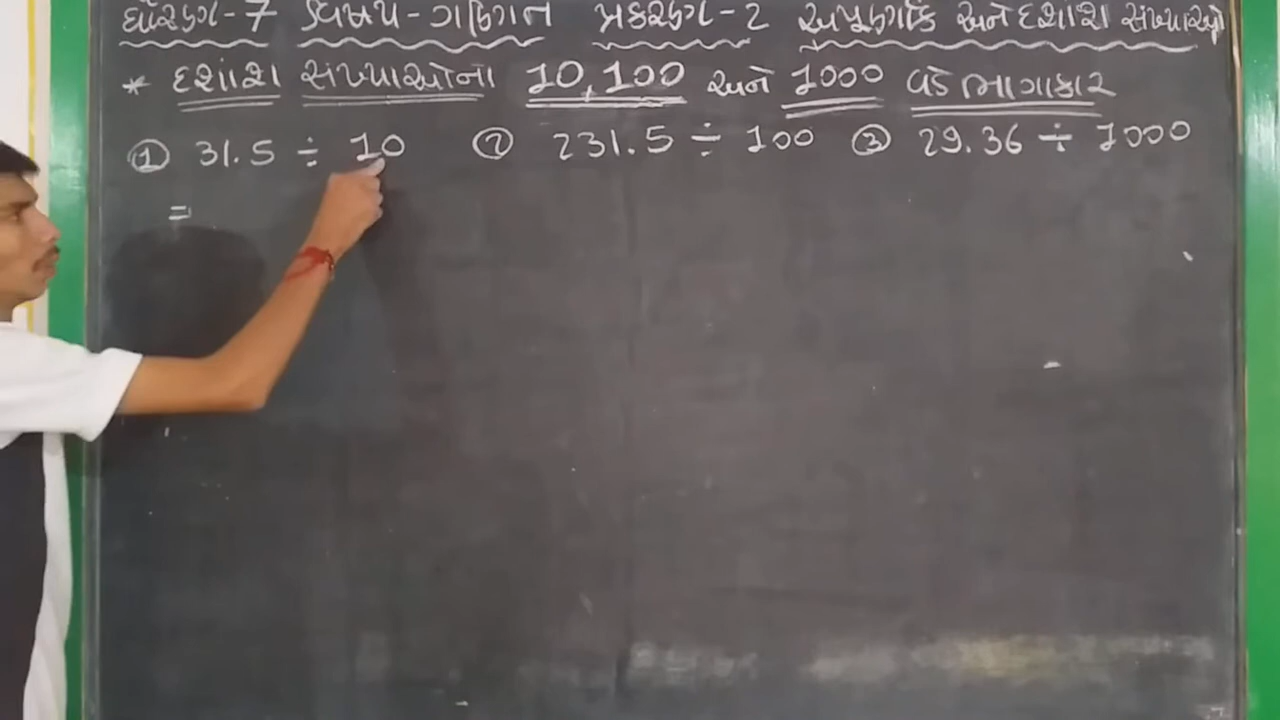 ધોરણ-7 વિષય-ગણિત પ્રકરણ-2 અપૂર્ણાંક અને દશાંશ સંખ્યાઓ
* દશાંશ સંખ્યાઓના 10,100 અને 1000 વડે ભાગાકાર
① 31.5 ÷ 10 ② 231.5 ÷ 100 ③ 29.36 ÷ 1000
=